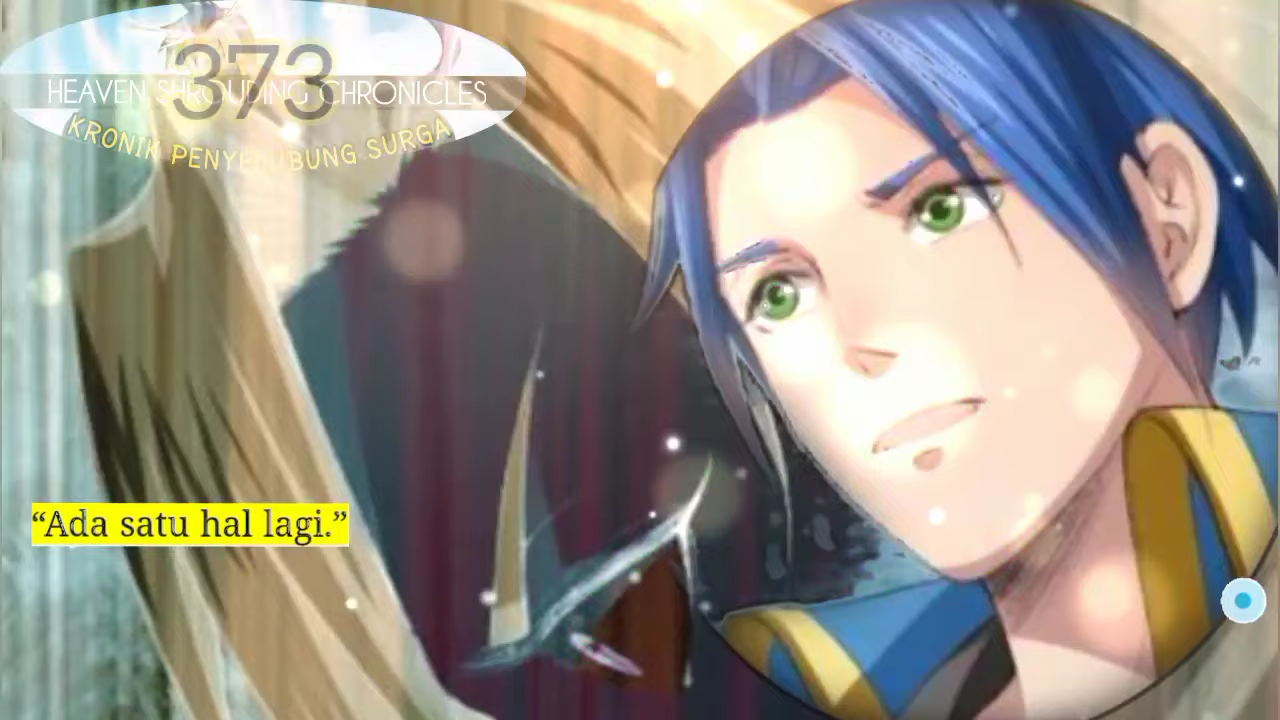 373
HEAVEN SHROUDING CHRONICLES
KRONIK PENYELUBUNG SURGA
“Ada satu hal lagi.”